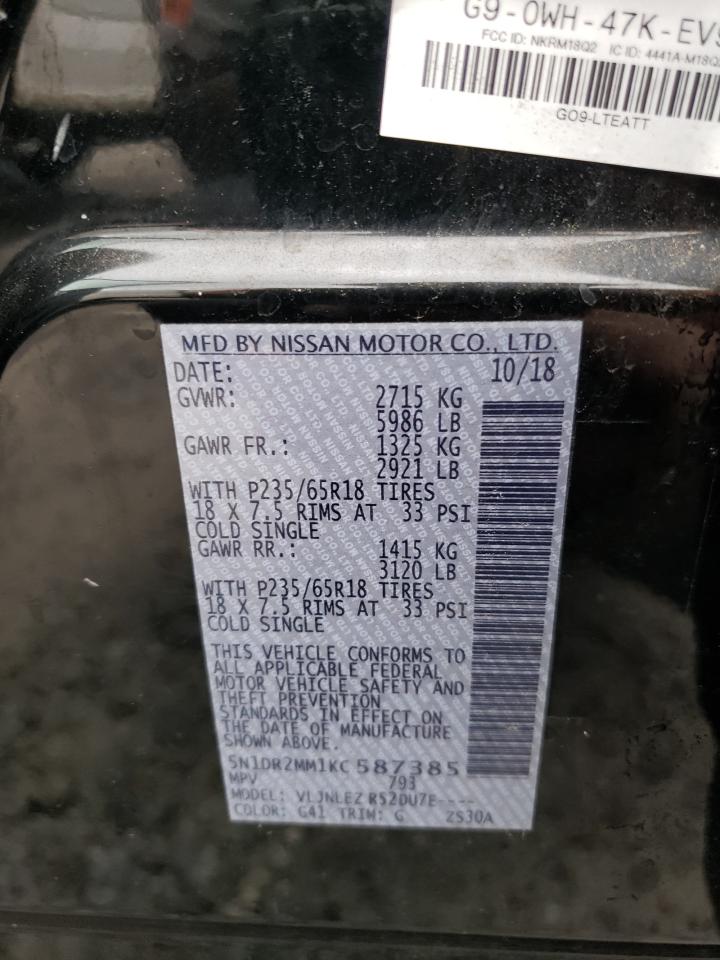 G9-0WH-47K-EVS
FCC ID: NKRM18Q2 IC ID: 4441A-M18Q2
GO9-LTEATT
MFD BY NISSAN MOTOR CO., LTD.
DATE: 10/18
GVWR: 2715 KG
5986 LB
GAWR FR.: 1325 KG
2921 LB
WITH P235/65R18 TIRES
18 X 7.5 RIMS AT 33 PSI
COLD SINGLE
GAWR RR.: 1415 KG
3120 LB
WITH P235/65R18 TIRES
18 X 7.5 RIMS AT 33 PSI
COLD SINGLE
THIS VEHICLE CONFORMS TO
ALL APPLICABLE FEDERAL
MOTOR VEHICLE SAFETY AND
THEFT PREVENTION
STANDARDS IN EFFECT ON
THE DATE OF MANUFACTURE
SHOWN ABOVE.
5N1DR2MM1KC587385
MPV 793
MODEL: VLJNLEZ R52DU7E----
COLOR: G41 TRIM: G ZS30A